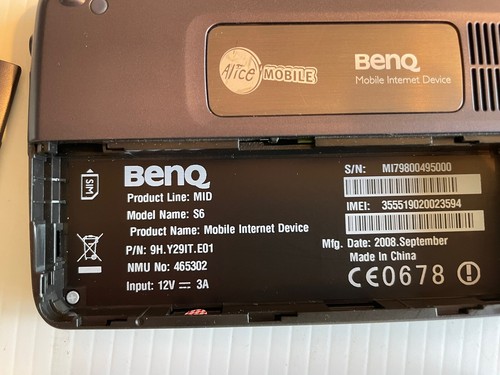 Alice MOBILE
BenQ
Mobile Internet Device
SIM
BenQ
Product Line: MID
Model Name: S6
Product Name: Mobile Internet Device
P/N: 9H.Y29IT.E01
NMU No: 465302
Input: 12V 3A
S/N: MI79800495000
IMEI: 355519020023594
Mfg. Date: 2008.September
Made In China
CE0678